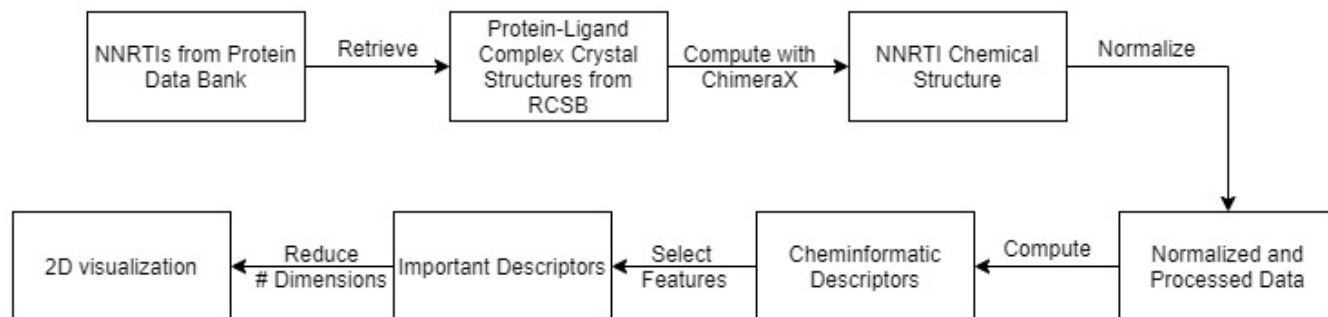 NNRTIs from Protein
Data Bank
Retrieve
Protein-Ligand
Complex Crystal
Structures from
RCSB
Compute with
ChimeraX
NNRTI Chemical
Structure
Normalize
Normalized and
Processed Data
Compute
Cheminformatic
Descriptors
Select
Features
Important Descriptors
Reduce
# Dimensions
2D visualization